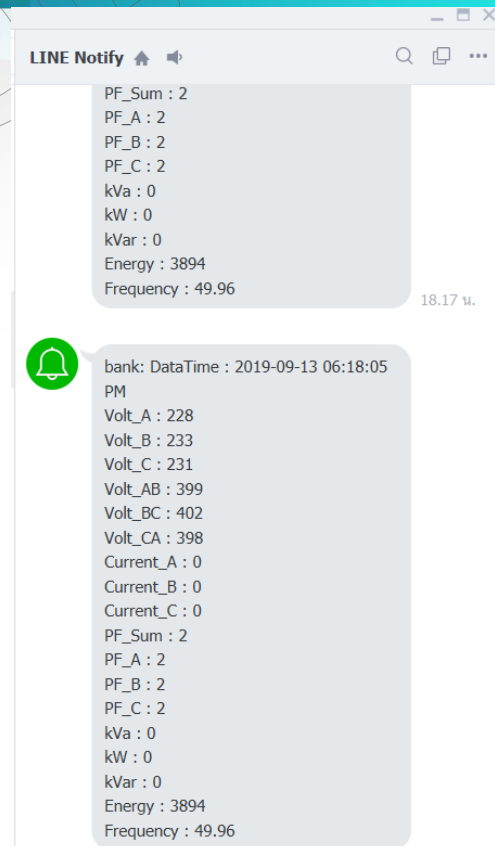 LINE Notify
PF_Sum : 2
PF_A : 2
PF_B : 2
PF_C : 2
kVa : 0
kW : 0
kVar : 0
Energy : 3894
Frequency : 49.96
18.17 น.
bank: DataTime : 2019-09-13 06:18:05
PM
Volt_A : 228
Volt_B : 233
Volt_C : 231
Volt_AB : 399
Volt_BC : 402
Volt_CA : 398
Current_A : 0
Current_B : 0
Current_C : 0
PF_Sum : 2
PF_A : 2
PF_B : 2
PF_C : 2
kVa : 0
kW : 0
kVar : 0
Energy : 3894
Frequency : 49.96